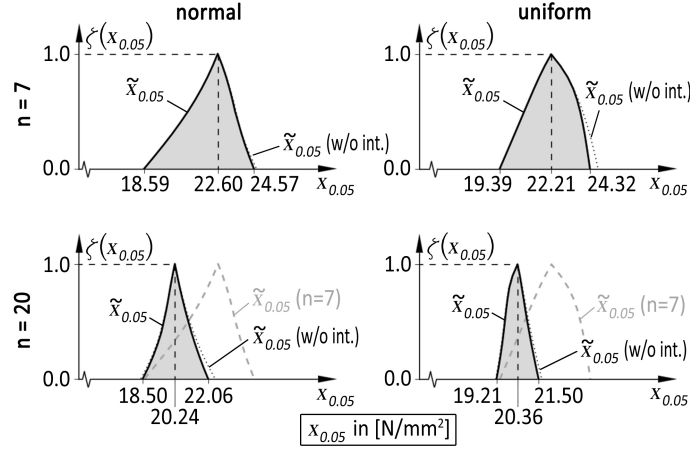 normal
uniform
n = 7
ζ(x₀.₀₅)
1.0
x̃₀.₀₅
x̃₀.₀₅ (w/o int.)
0.0
18.59 22.60 24.57 x₀.₀₅
ζ(x₀.₀₅)
1.0
x̃₀.₀₅
x̃₀.₀₅ (w/o int.)
0.0
19.39 22.21 24.32 x₀.₀₅
n = 20
ζ(x₀.₀₅)
1.0
x̃₀.₀₅
x̃₀.₀₅ (n=7)
x̃₀.₀₅ (w/o int.)
0.0
18.50 22.06 x₀.₀₅
20.24
ζ(x₀.₀₅)
1.0
x̃₀.₀₅
x̃₀.₀₅ (n=7)
x̃₀.₀₅ (w/o int.)
0.0
19.21 21.50 x₀.₀₅
20.36
x₀.₀₅ in [N/mm²]